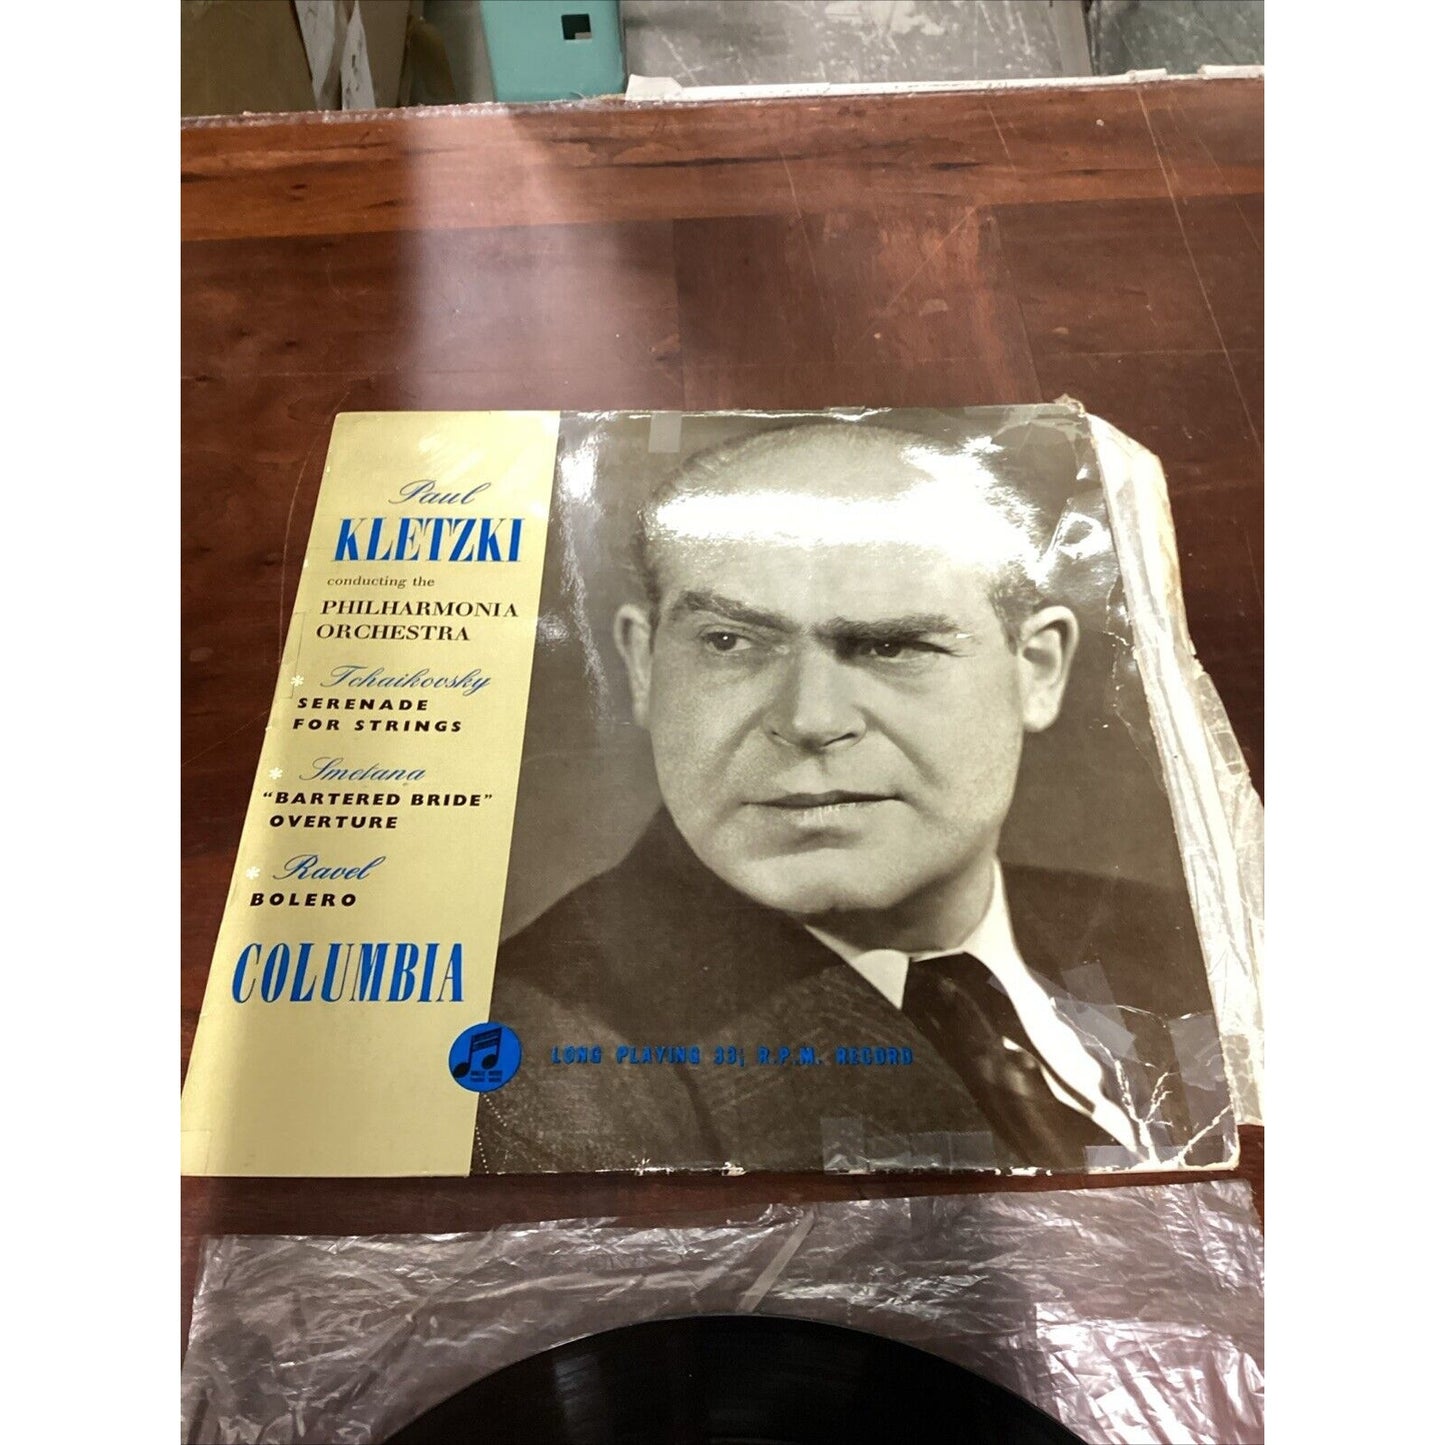 Paul
KLETZKI
conducting the
PHILHARMONIA
ORCHESTRA
* Tchaikovsky
SERENADE
FOR STRINGS
* Smetana
"BARTERED BRIDE"
OVERTURE
* Ravel
BOLERO
COLUMBIA
LONG PLAYING 33⅓ R.P.M. RECORD